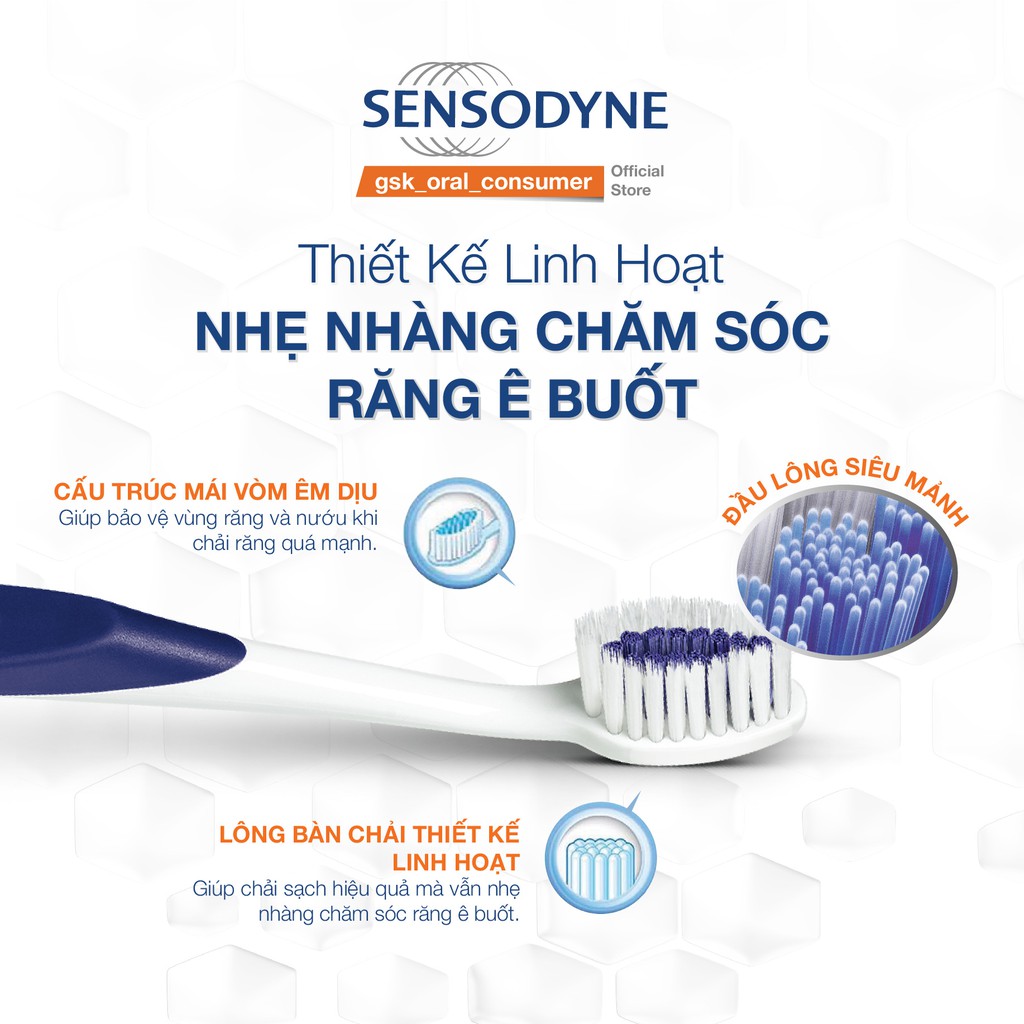 SENSODYNE
gsk_oral_consumer
Official
Store
Thiết Kế Linh Hoạt
NHẸ NHÀNG CHĂM SÓC
RĂNG Ê BUỐT
CẤU TRÚC MÁI VÒM ÊM DỊU
Giúp bảo vệ vùng răng và nướu khi
chải răng quá mạnh.
ĐẦU LÔNG SIÊU MẢNH
LÔNG BÀN CHẢI THIẾT KẾ
LINH HOẠT
Giúp chải sạch hiệu quả mà vẫn nhẹ
nhàng chăm sóc răng ê buốt.